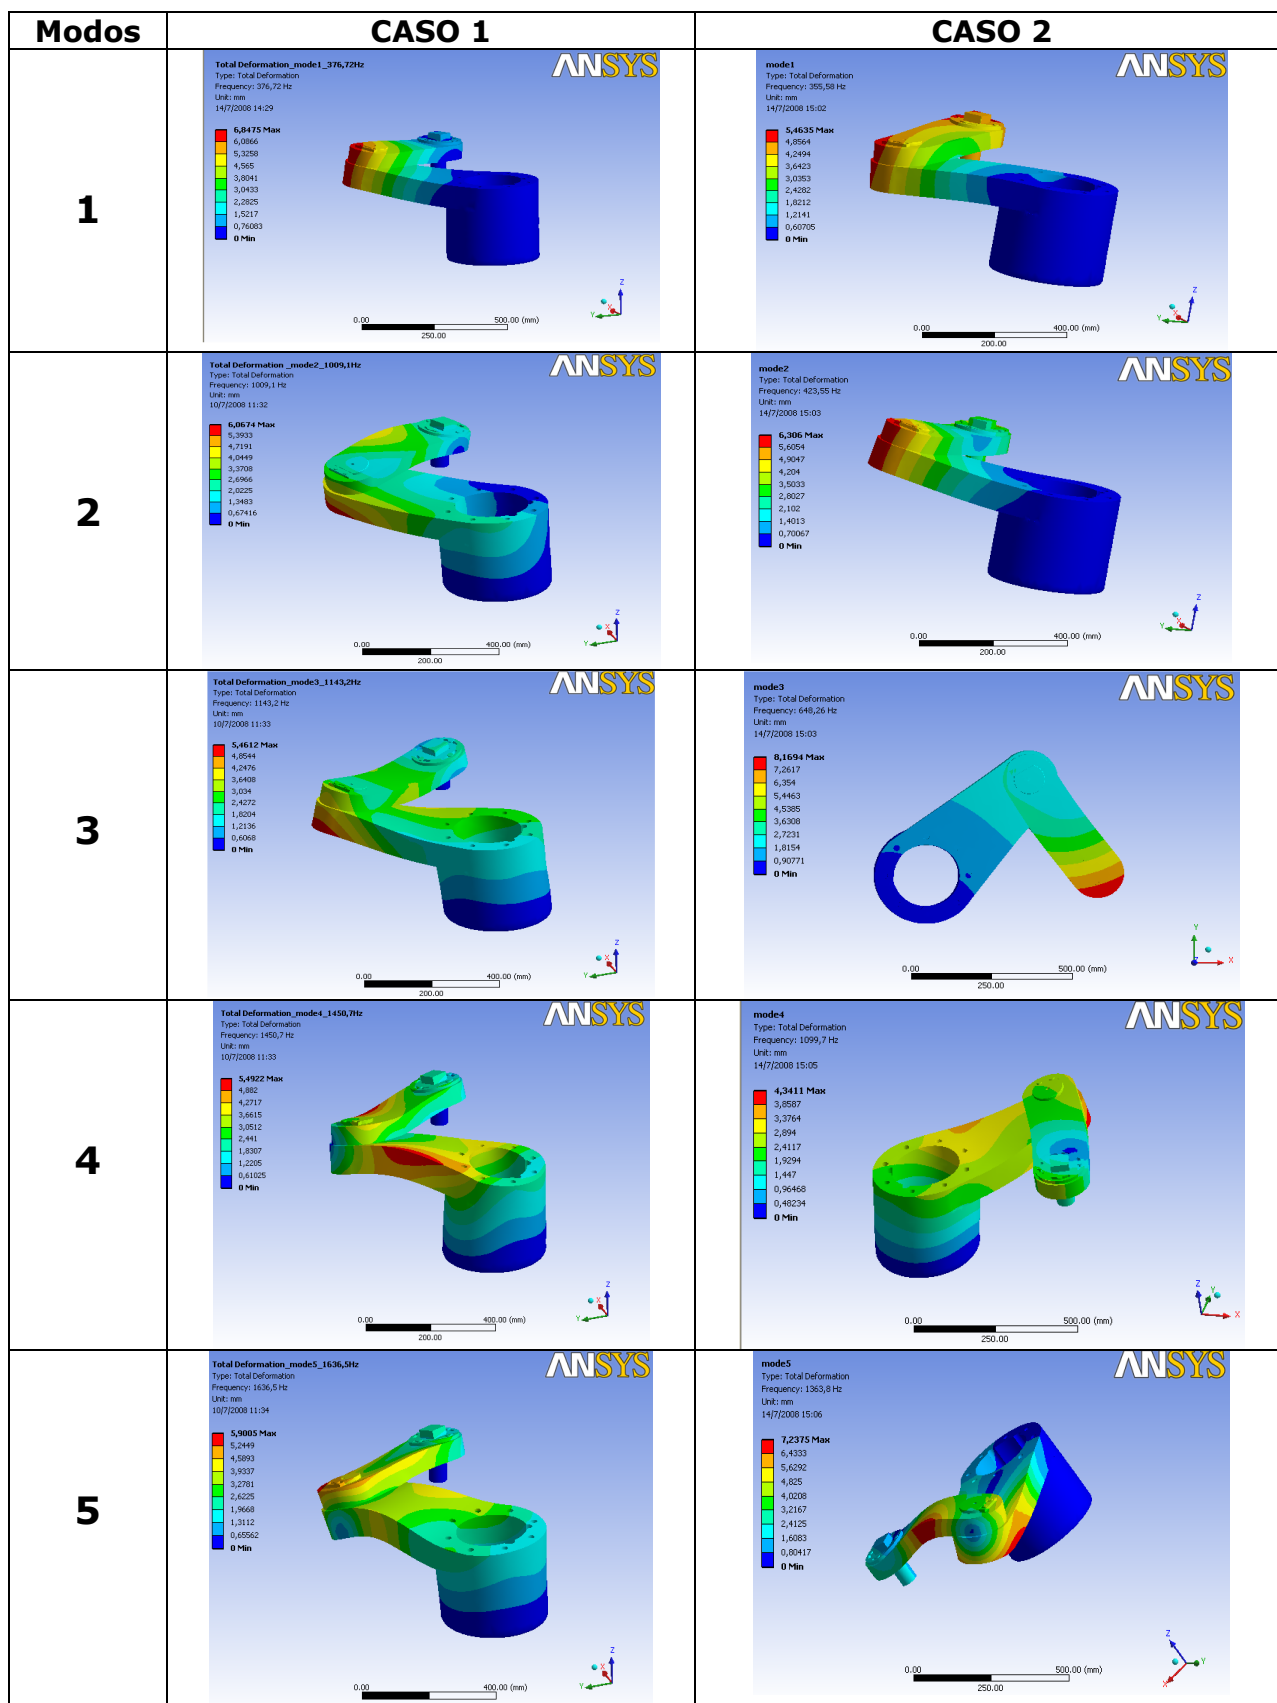 Modos CASO 1 CASO 2
1
Total Deformation_mode1_376,72Hz
Type: Total Deformation
Frequency: 376,72 Hz
Unit: mm
14/7/2008 14:29
ANSYS
6,8475 Max
6,0866
5,3258
4,565
3,8041
3,0433
2,2825
1,5217
0,76083
0 Min
Z
X
Y
0.00 500.00 (mm)
250.00
mode1
Type: Total Deformation
Frequency: 355,58 Hz
Unit: mm
14/7/2008 15:02
ANSYS
5,4635 Max
4,8564
4,2494
3,6423
3,0353
2,4282
1,8212
1,2141
0,60705
0 Min
Z
X
Y
0.00 400.00 (mm)
200.00
2
Total Deformation _mode2_1009,1Hz
Type: Total Deformation
Frequency: 1009,1 Hz
Unit: mm
10/7/2008 11:32
ANSYS
6,0674 Max
5,3933
4,7191
4,0449
3,3708
2,6966
2,0225
1,3483
0,67416
0 Min
Z
X
Y
0.00 400.00 (mm)
200.00
mode2
Type: Total Deformation
Frequency: 423,55 Hz
Unit: mm
14/7/2008 15:03
ANSYS
6,306 Max
5,6054
4,9047
4,204
3,5033
2,8027
2,102
1,4013
0,70067
0 Min
Z
X
Y
0.00 400.00 (mm)
200.00
3
Total Deformation_mode3_1143,2Hz
Type: Total Deformation
Frequency: 1143,2 Hz
Unit: mm
10/7/2008 11:33
ANSYS
5,4612 Max
4,8544
4,2476
3,6408
3,034
2,4272
1,8204
1,2136
0,6068
0 Min
Z
X
Y
0.00 400.00 (mm)
200.00
mode3
Type: Total Deformation
Frequency: 648,26 Hz
Unit: mm
14/7/2008 15:03
ANSYS
8,1694 Max
7,2617
6,354
5,4463
4,5385
3,6308
2,7231
1,8154
0,90771
0 Min
Y
Z
X
0.00 500.00 (mm)
250.00
4
Total Deformation_mode4_1450,7Hz
Type: Total Deformation
Frequency: 1450,7 Hz
Unit: mm
10/7/2008 11:33
ANSYS
5,4922 Max
4,882
4,2717
3,6615
3,0512
2,441
1,8307
1,2205
0,61025
0 Min
Z
X
Y
0.00 400.00 (mm)
200.00
mode4
Type: Total Deformation
Frequency: 1099,7 Hz
Unit: mm
14/7/2008 15:05
ANSYS
4,3411 Max
3,8587
3,3764
2,894
2,4117
1,9294
1,447
0,96468
0,48234
0 Min
Z
Y
X
0.00 500.00 (mm)
250.00
5
Total Deformation_mode5_1636,5Hz
Type: Total Deformation
Frequency: 1636,5 Hz
Unit: mm
10/7/2008 11:34
ANSYS
5,9005 Max
5,2449
4,5893
3,9337
3,2781
2,6225
1,9668
1,3112
0,65562
0 Min
Z
X
Y
0.00 400.00 (mm)
mode5
Type: Total Deformation
Frequency: 1363,8 Hz
Unit: mm
14/7/2008 15:06
ANSYS
7,2375 Max
6,4333
5,6292
4,825
4,0208
3,2167
2,4125
1,6083
0,80417
0 Min
Z
Y
X
0.00 500.00 (mm)
250.00